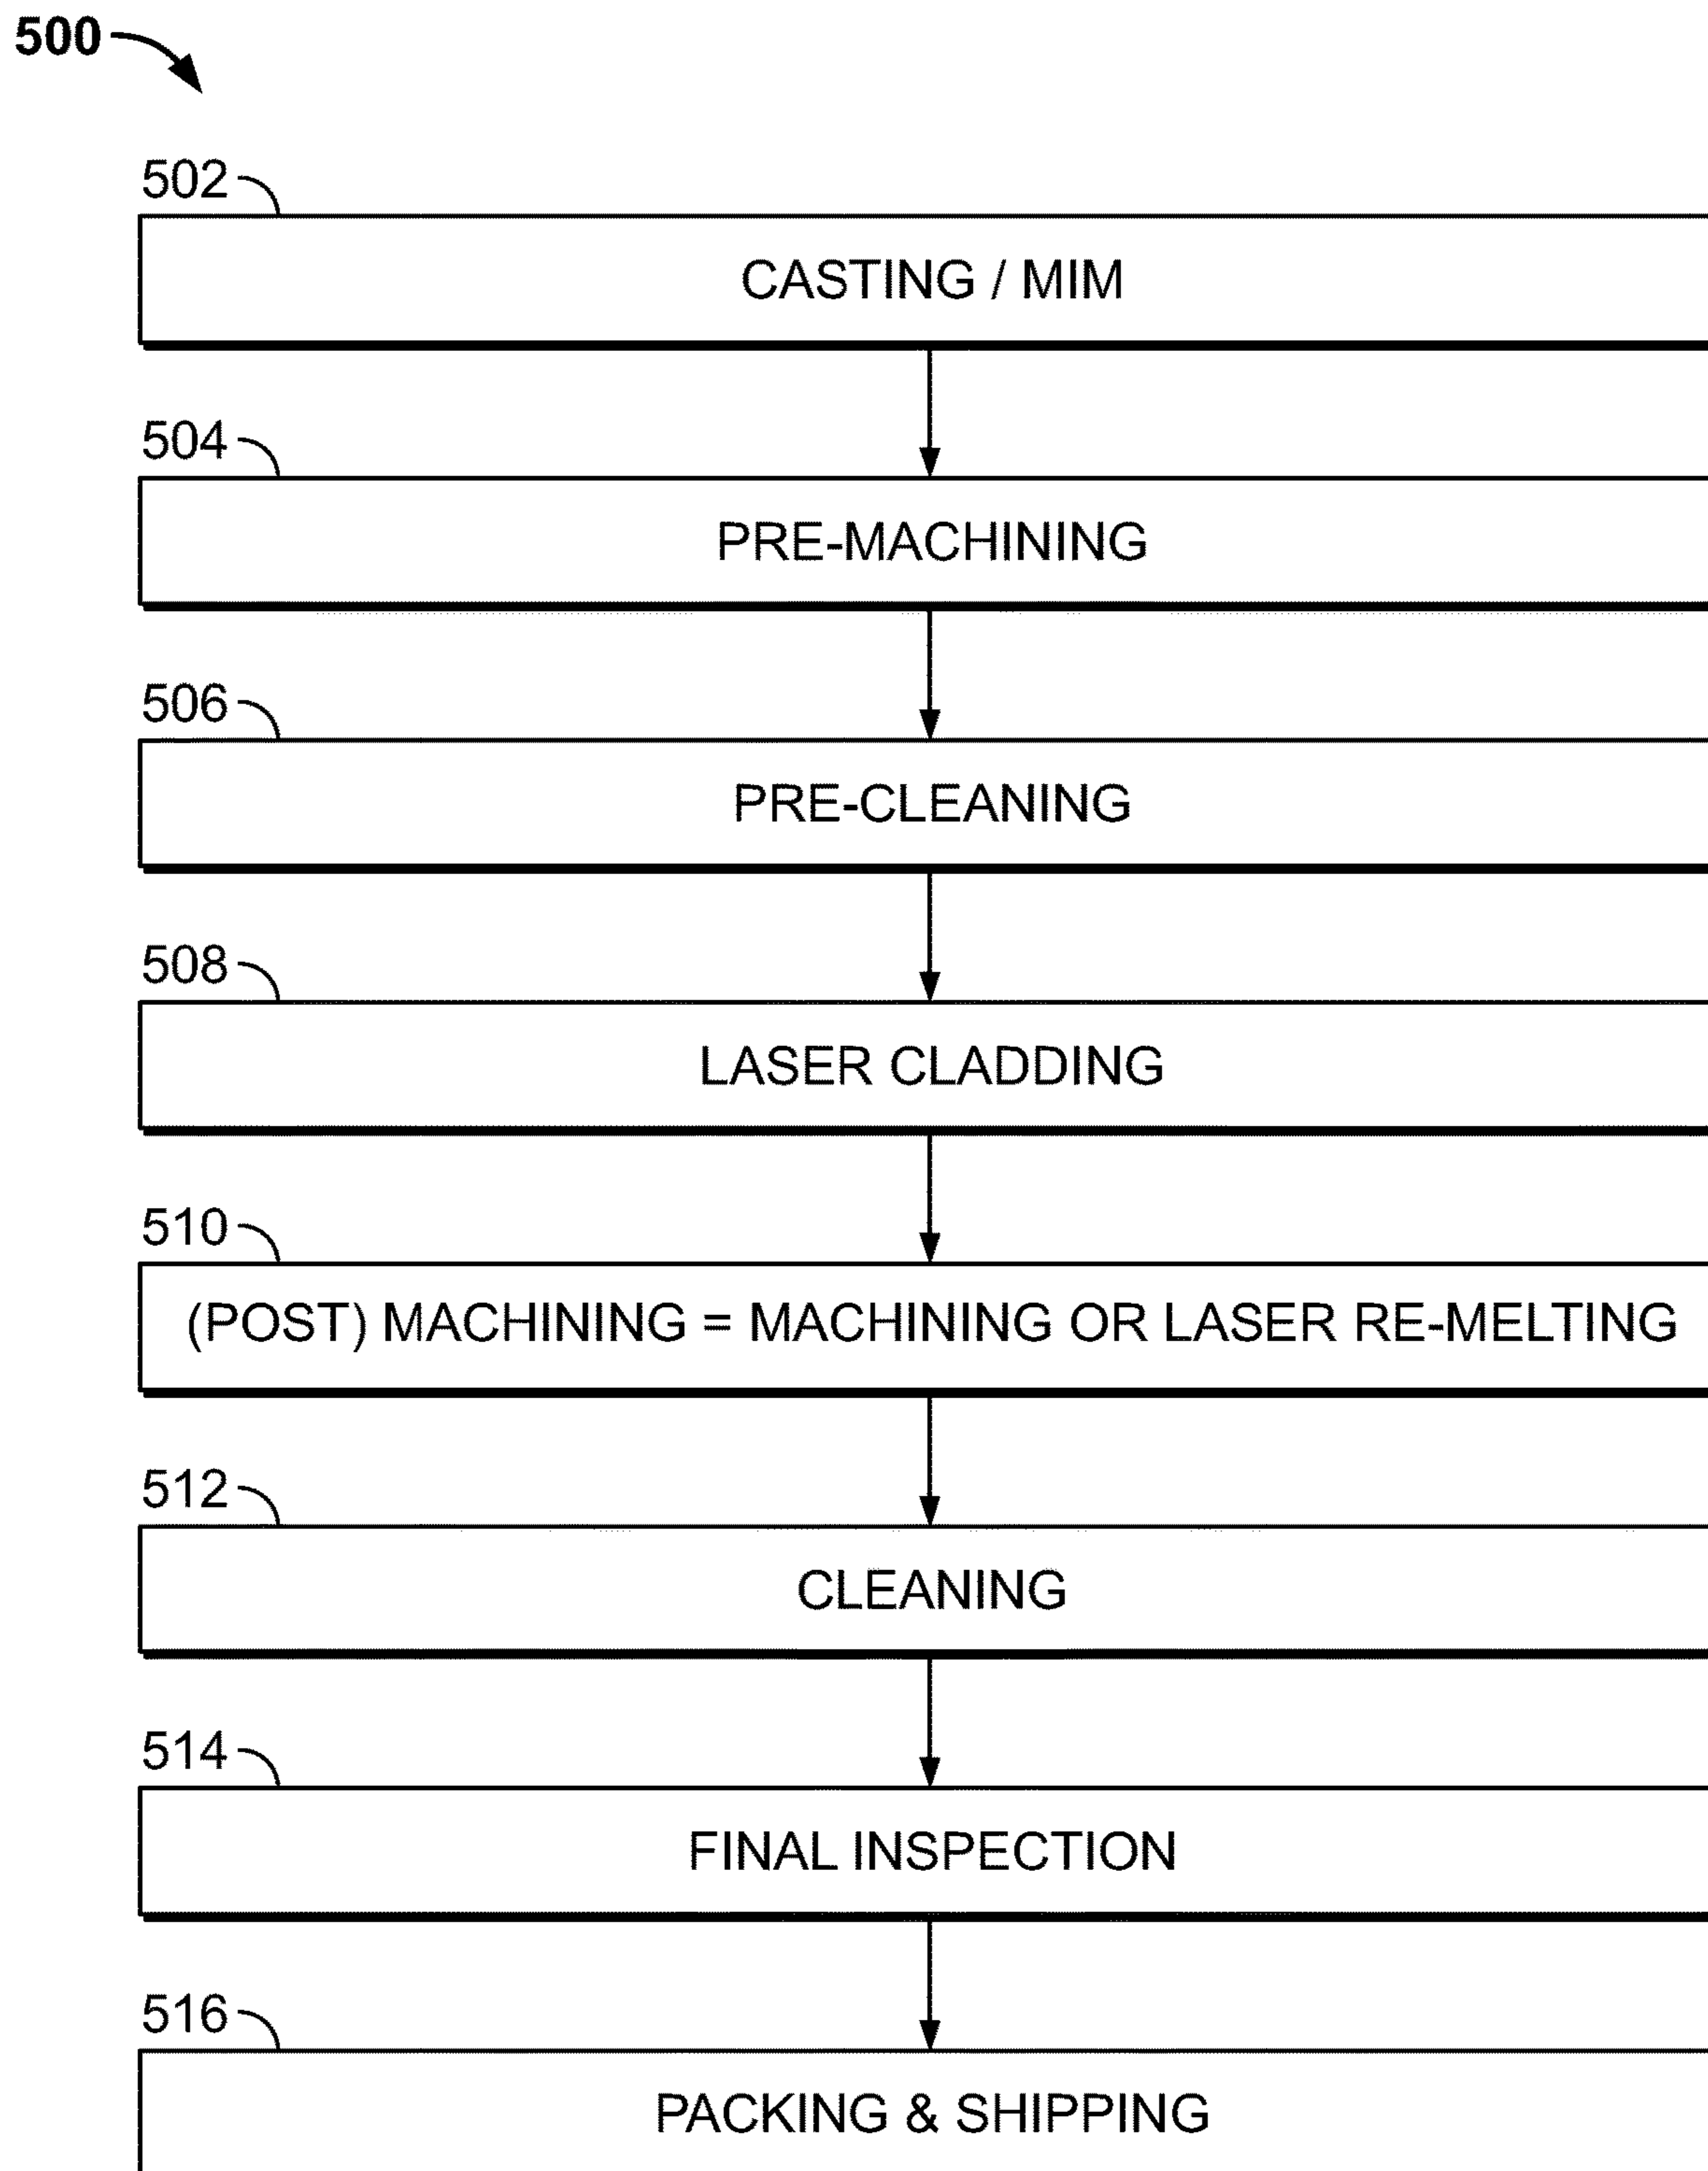 500
502
CASTING / MIM
504
PRE-MACHINING
506
PRE-CLEANING
508
LASER CLADDING
510
(POST) MACHINING = MACHINING OR LASER RE-MELTING
512
CLEANING
514
FINAL INSPECTION
516
PACKING & SHIPPING